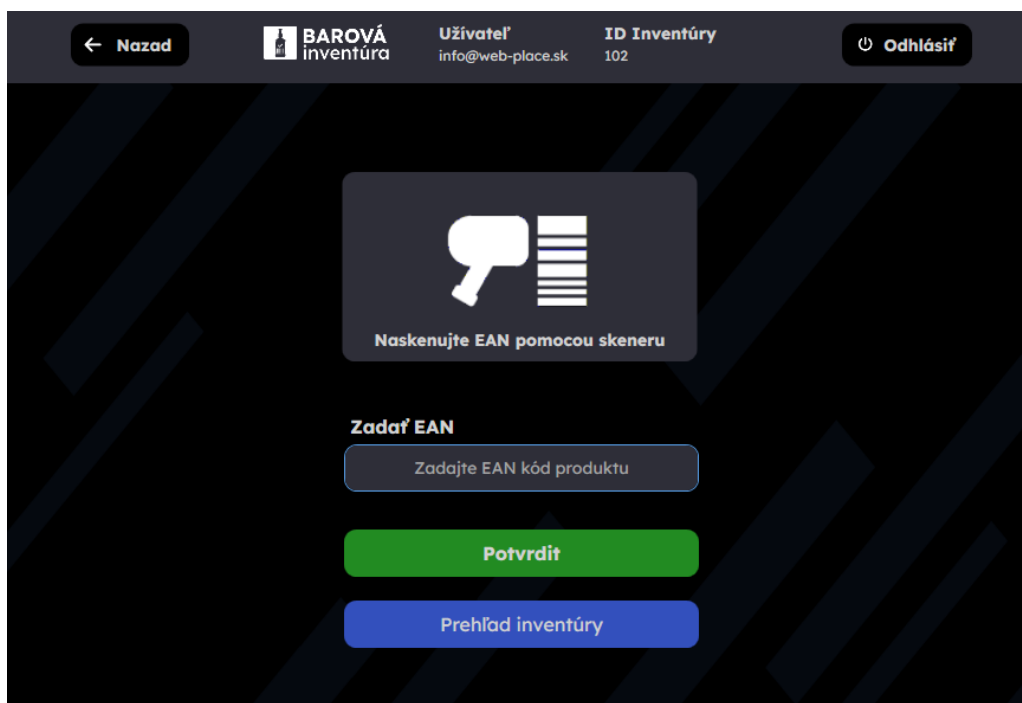 Nazad
BAROVÁ
inventúra
Užívateľ
info@web-place.sk
ID Inventúry
102
Odhlásiť
Naskenujte EAN pomocou skeneru
Zadať EAN
Zadajte EAN kód produktu
Potvrdit
Prehľad inventúry